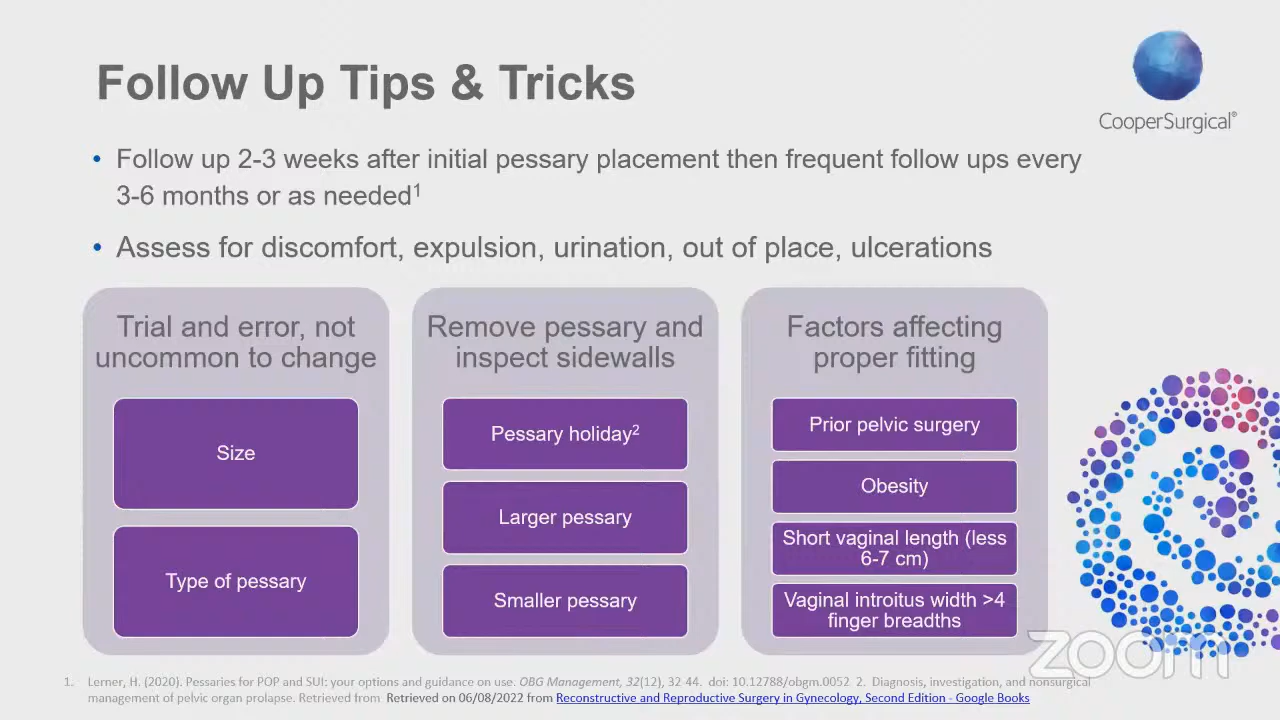 Follow Up Tips & Tricks
CooperSurgical®
• Follow up 2-3 weeks after initial pessary placement then frequent follow ups every
3-6 months or as needed1
• Assess for discomfort, expulsion, urination, out of place, ulcerations
Trial and error, not
uncommon to change
Size
Type of pessary
Remove pessary and
inspect sidewalls
Pessary holiday2
Larger pessary
Smaller pessary
Factors affecting
proper fitting
Prior pelvic surgery
Obesity
Short vaginal length (less
6-7 cm)
Vaginal introitus width >4
finger breadths
zoom
1. Lerner, H. (2020). Pessaries for POP and SUI: your options and guidance on use. OBG Management, 32(12), 32-44. doi: 10.12788/obgm.0052 2. Diagnosis, investigation, and nonsurgical
management of pelvic organ prolapse. Retrieved from Retrieved on 06/08/2022 from Reconstructive and Reproductive Surgery in Gynecology, Second Edition - Google Books